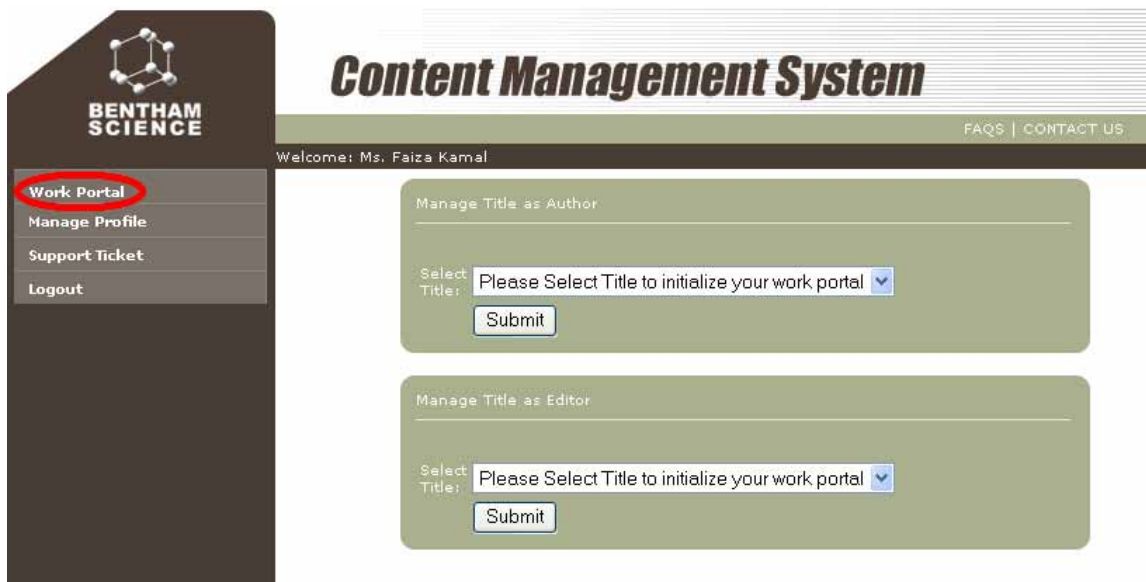 BENTHAM
SCIENCE
Content Management System
FAQS | CONTACT US
Welcome: Ms. Faiza Kamal
Work Portal
Manage Profile
Support Ticket
Logout
Manage Title as Author
Select
Title:
Please Select Title to initialize your work portal
Submit
Manage Title as Editor
Select
Title:
Please Select Title to initialize your work portal
Submit